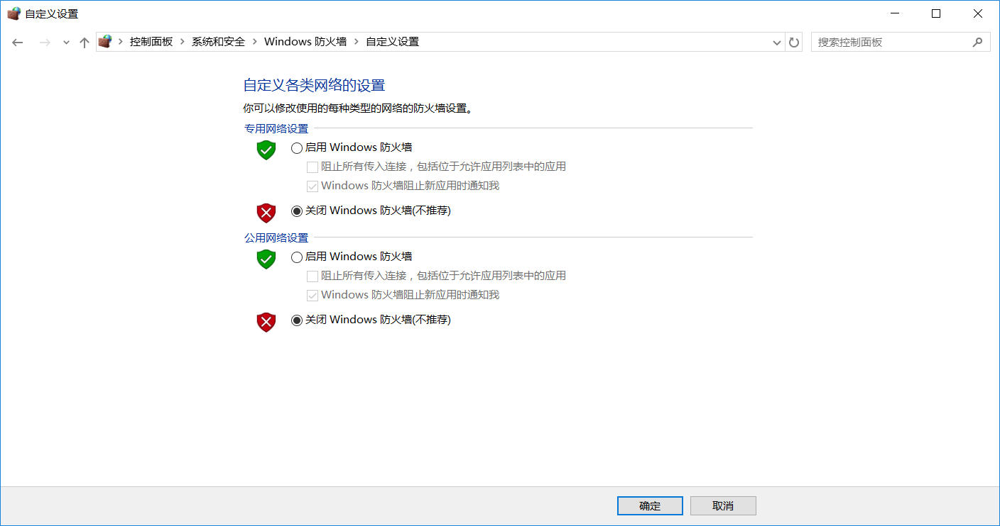 自定义设置
控制面板 系统和安全 Windows 防火墙 自定义设置 搜索控制面板
自定义各类网络的设置
你可以修改使用的每种类型的网络的防火墙设置。
专用网络设置
启用 Windows 防火墙
阻止所有传入连接，包括位于允许应用列表中的应用
Windows 防火墙阻止新应用时通知我
关闭 Windows 防火墙(不推荐)
公用网络设置
启用 Windows 防火墙
阻止所有传入连接，包括位于允许应用列表中的应用
Windows 防火墙阻止新应用时通知我
关闭 Windows 防火墙(不推荐)
确定 取消